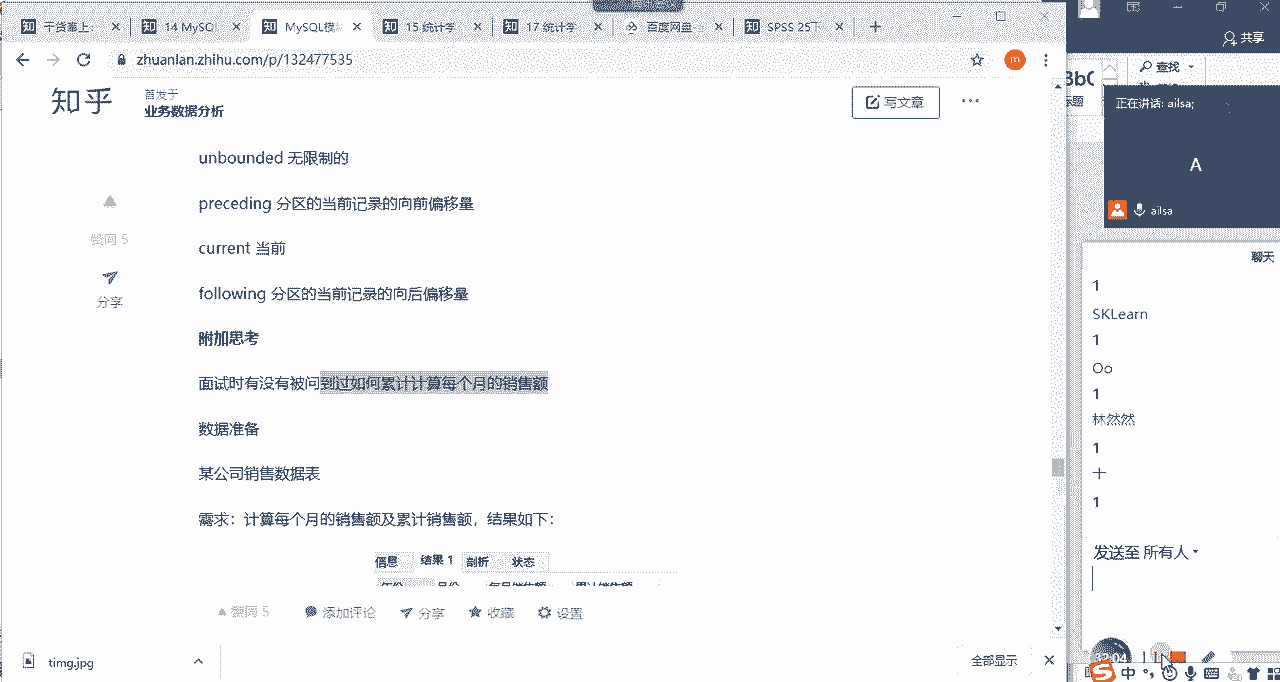 干货塞上
14 MySQL
MySQL模
15 统计学
17 统计学
百度网盘
SPSS 25下
zhuanlan.zhihu.com/p/132477535
m
共享
查找
知乎
首发于
业务数据分析
写文章
正在讲话: ailsa;
A
ailsa
unbounded 无限制的
preceding 分区的当前记录的向前偏移量
赞同 5
current 当前
following 分区的当前记录的向后偏移量
分享
附加思考
面试时有没有被问到过如何累计计算每个月的销售额
数据准备
某公司销售数据表
需求：计算每个月的销售额及累计销售额，结果如下：
信息 结果 1 剖析 状态
赞同 5 添加评论 分享 收藏 设置
timg.jpg
全部显示
聊天
1
SKLearn
1
Oo
1
林然然
1
十
1
发送至 所有人
32:04
中